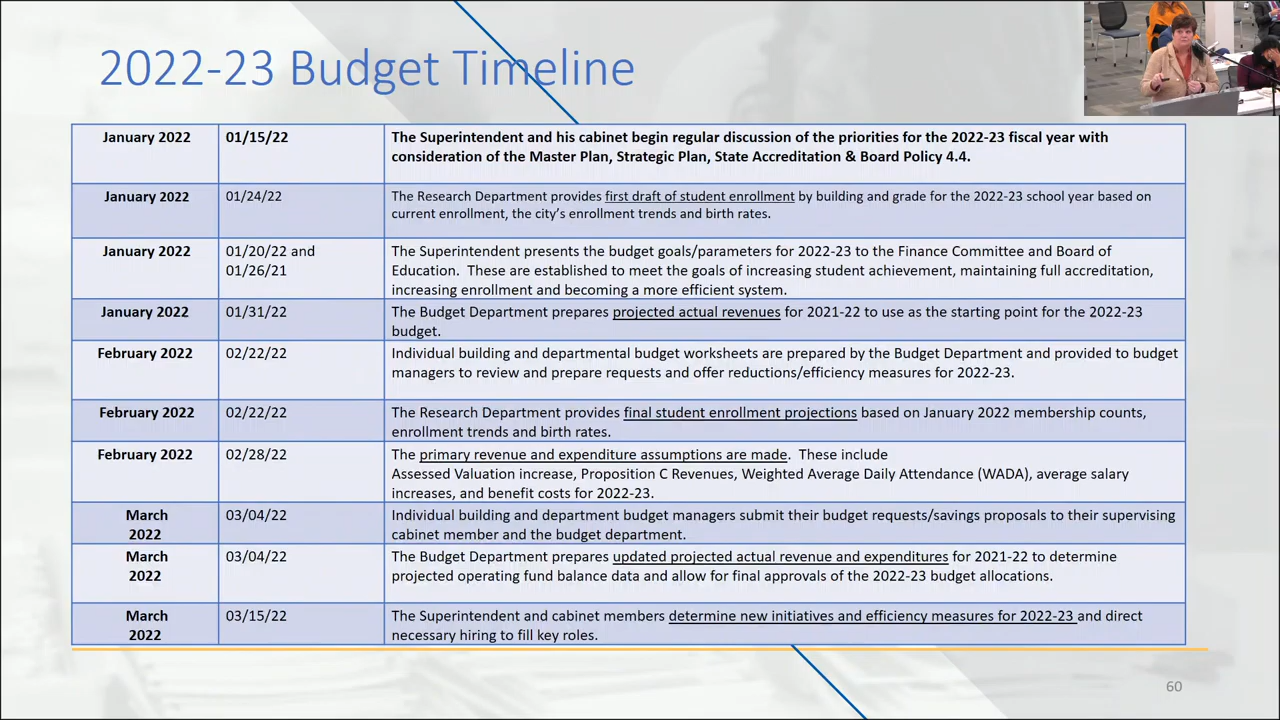 2022-23 Budget Timeline
January 2022 01/15/22 The Superintendent and his cabinet begin regular discussion of the priorities for the 2022-23 fiscal year with
consideration of the Master Plan, Strategic Plan, State Accreditation & Board Policy 4.4.
January 2022 01/24/22 The Research Department provides first draft of student enrollment by building and grade for the 2022-23 school year based on
current enrollment, the city's enrollment trends and birth rates.
January 2022 01/20/22 and The Superintendent presents the budget goals/parameters for 2022-23 to the Finance Committee and Board of
01/26/21 Education. These are established to meet the goals of increasing student achievement, maintaining full accreditation,
increasing enrollment and becoming a more efficient system.
January 2022 01/31/22 The Budget Department prepares projected actual revenues for 2021-22 to use as the starting point for the 2022-23
budget.
February 2022 02/22/22 Individual building and departmental budget worksheets are prepared by the Budget Department and provided to budget
managers to review and prepare requests and offer reductions/efficiency measures for 2022-23.
February 2022 02/22/22 The Research Department provides final student enrollment projections based on January 2022 membership counts,
enrollment trends and birth rates.
February 2022 02/28/22 The primary revenue and expenditure assumptions are made. These include
Assessed Valuation increase, Proposition C Revenues, Weighted Average Daily Attendance (WADA), average salary
increases, and benefit costs for 2022-23.
March 03/04/22 Individual building and department budget managers submit their budget requests/savings proposals to their supervising
2022 cabinet member and the budget department.
March 03/04/22 The Budget Department prepares updated projected actual revenue and expenditures for 2021-22 to determine
2022 projected operating fund balance data and allow for final approvals of the 2022-23 budget allocations.
March 03/15/22 The Superintendent and cabinet members determine new initiatives and efficiency measures for 2022-23 and direct
2022 necessary hiring to fill key roles.
60